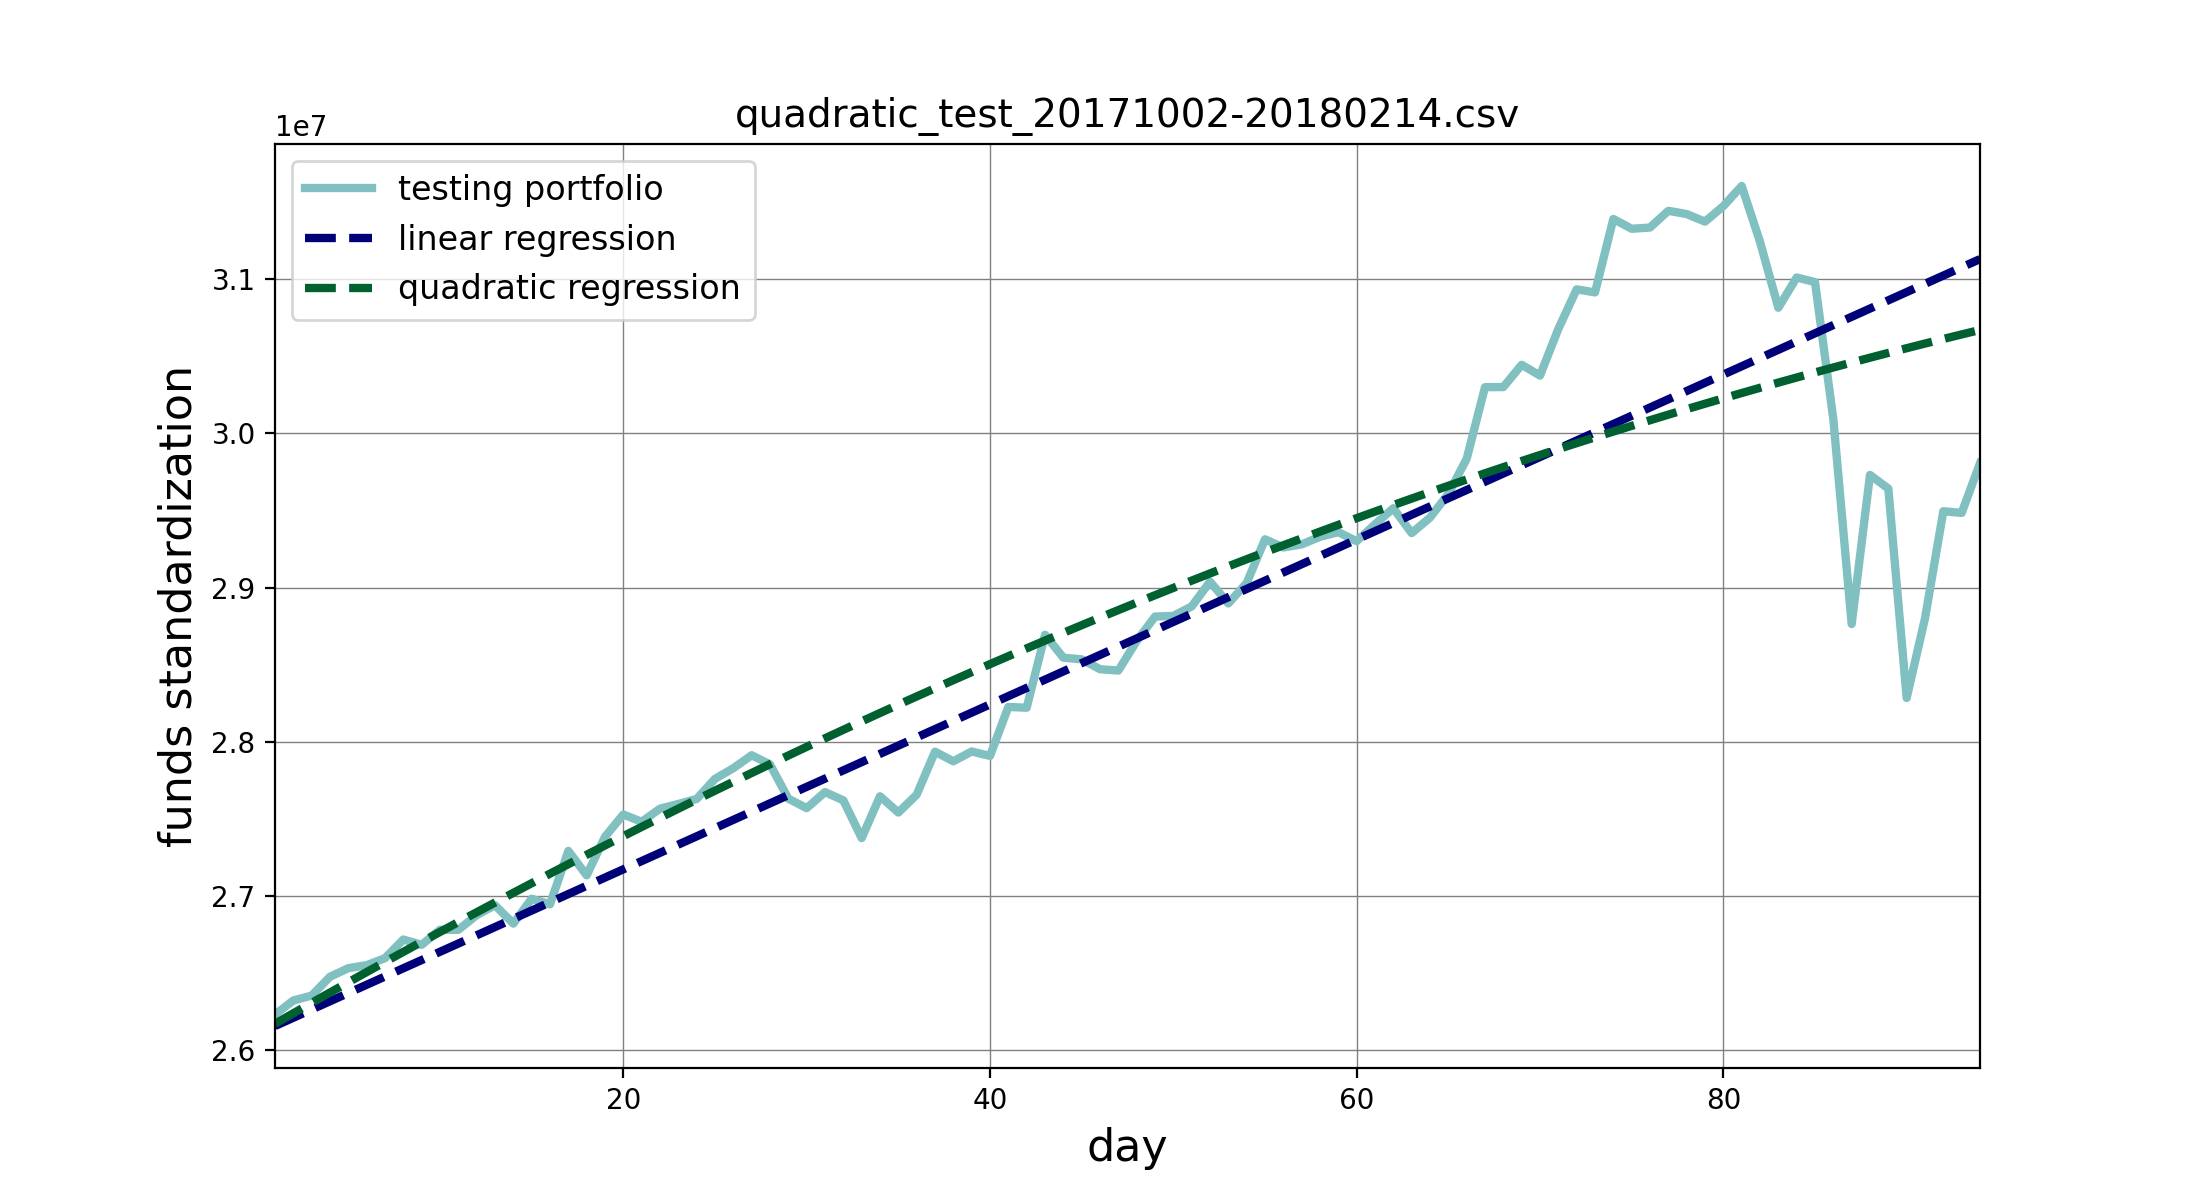 quadratic_test_20171002-20180214.csv
1e7
testing portfolio
linear regression
quadratic regression
3.1
3.0
2.9
2.8
2.7
2.6
funds standardization
20 40 60 80
day